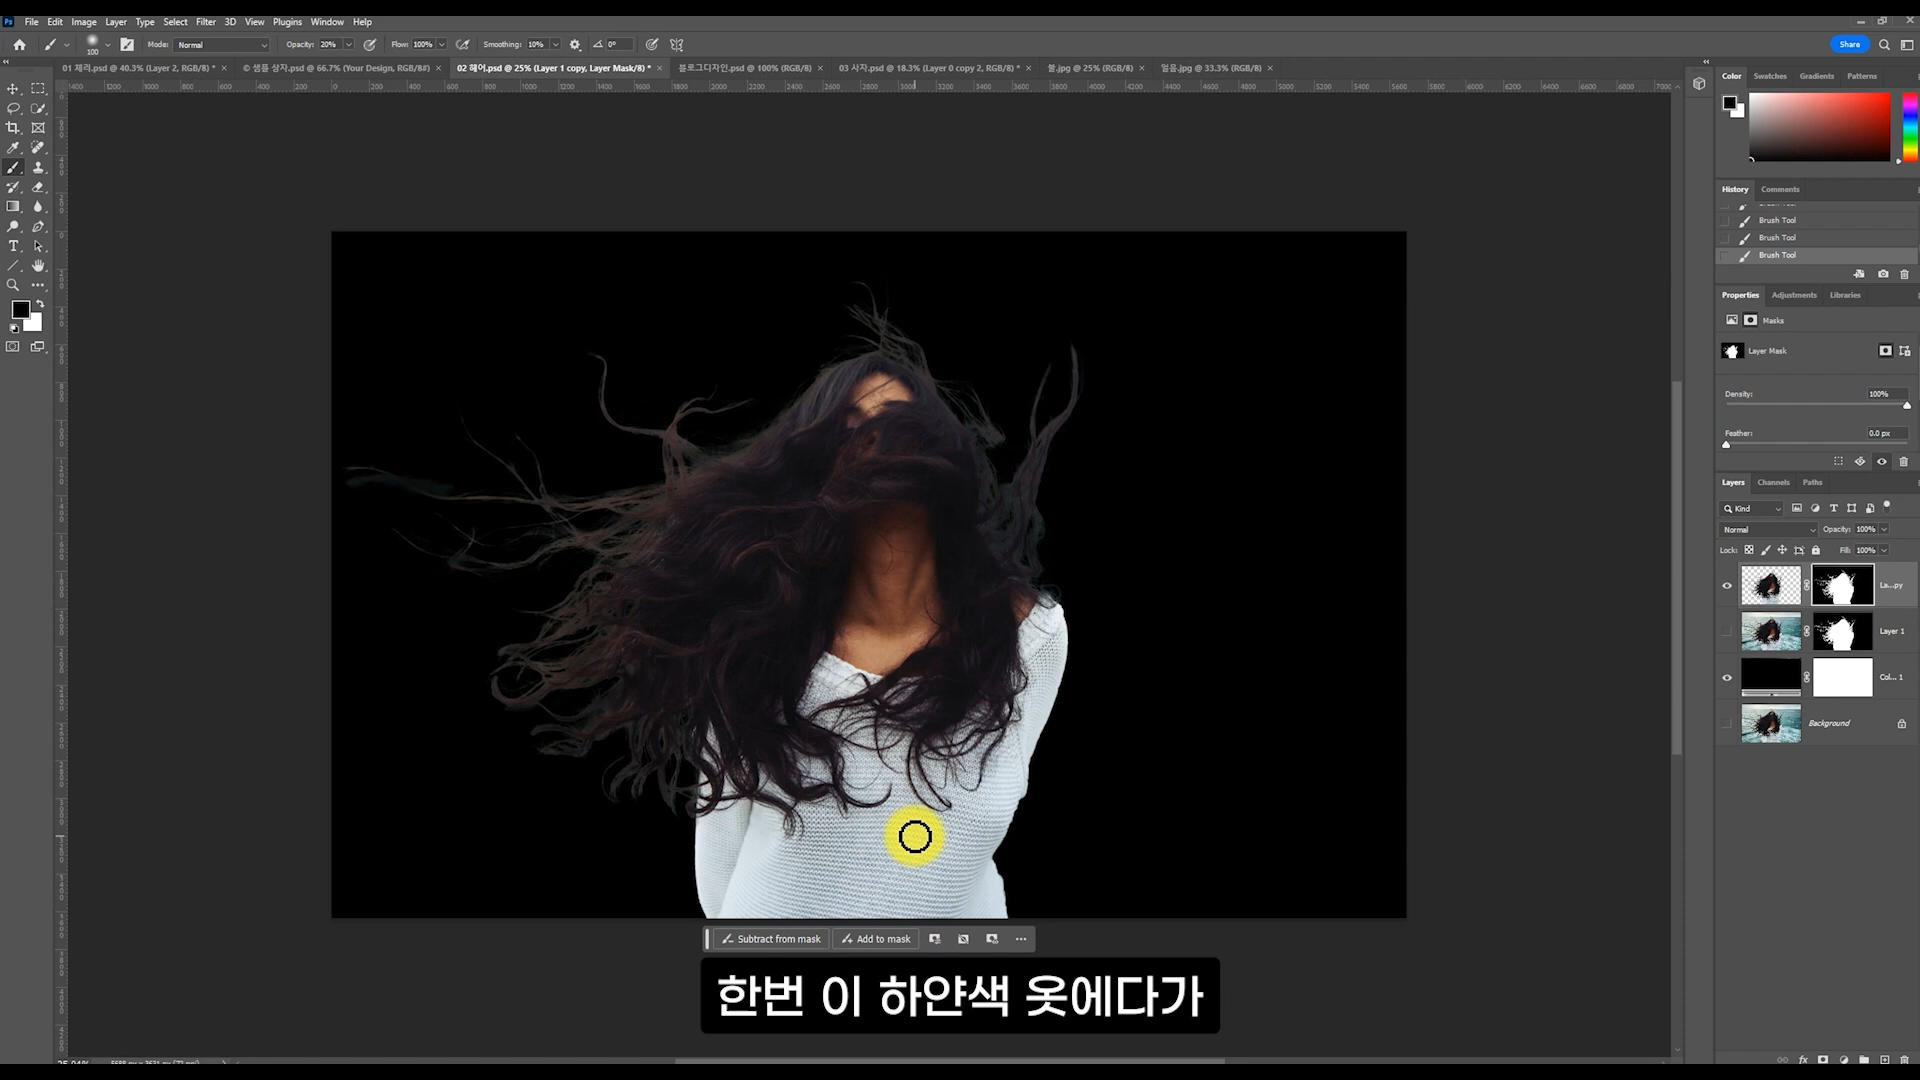 Ps File Edit Image Layer Type Select Filter 3D View Plugins Window Help
100 Mode: Normal Opacity: 20% Flow: 100% Smoothing: 10% 0° Share
01 체리.psd @ 40.3% (Layer 2, RGB/8) *
© 샘플 상자.psd @ 66.7% (Your Design, RGB/8#)
02 헤어.psd @ 25% (Layer 1 copy, Layer Mask/8) *
블로그디자인.psd @ 100% (RGB/8)
03 사자.psd @ 18.3% (Layer 0 copy 2, RGB/8) *
불.jpg @ 25% (RGB/8)
얼음.jpg @ 33.3% (RGB/8)
Color Swatches Gradients Patterns
History Comments
Brush Tool
Brush Tool
Brush Tool
Properties Adjustments Libraries
Masks
Layer Mask
Density: 100%
Feather: 0.0 px
Layers Channels Paths
Kind
Normal Opacity: 100%
Lock: Fill: 100%
La...py
Layer 1
Col... 1
Background
Subtract from mask Add to mask
한번 이 하얀색 옷에다가